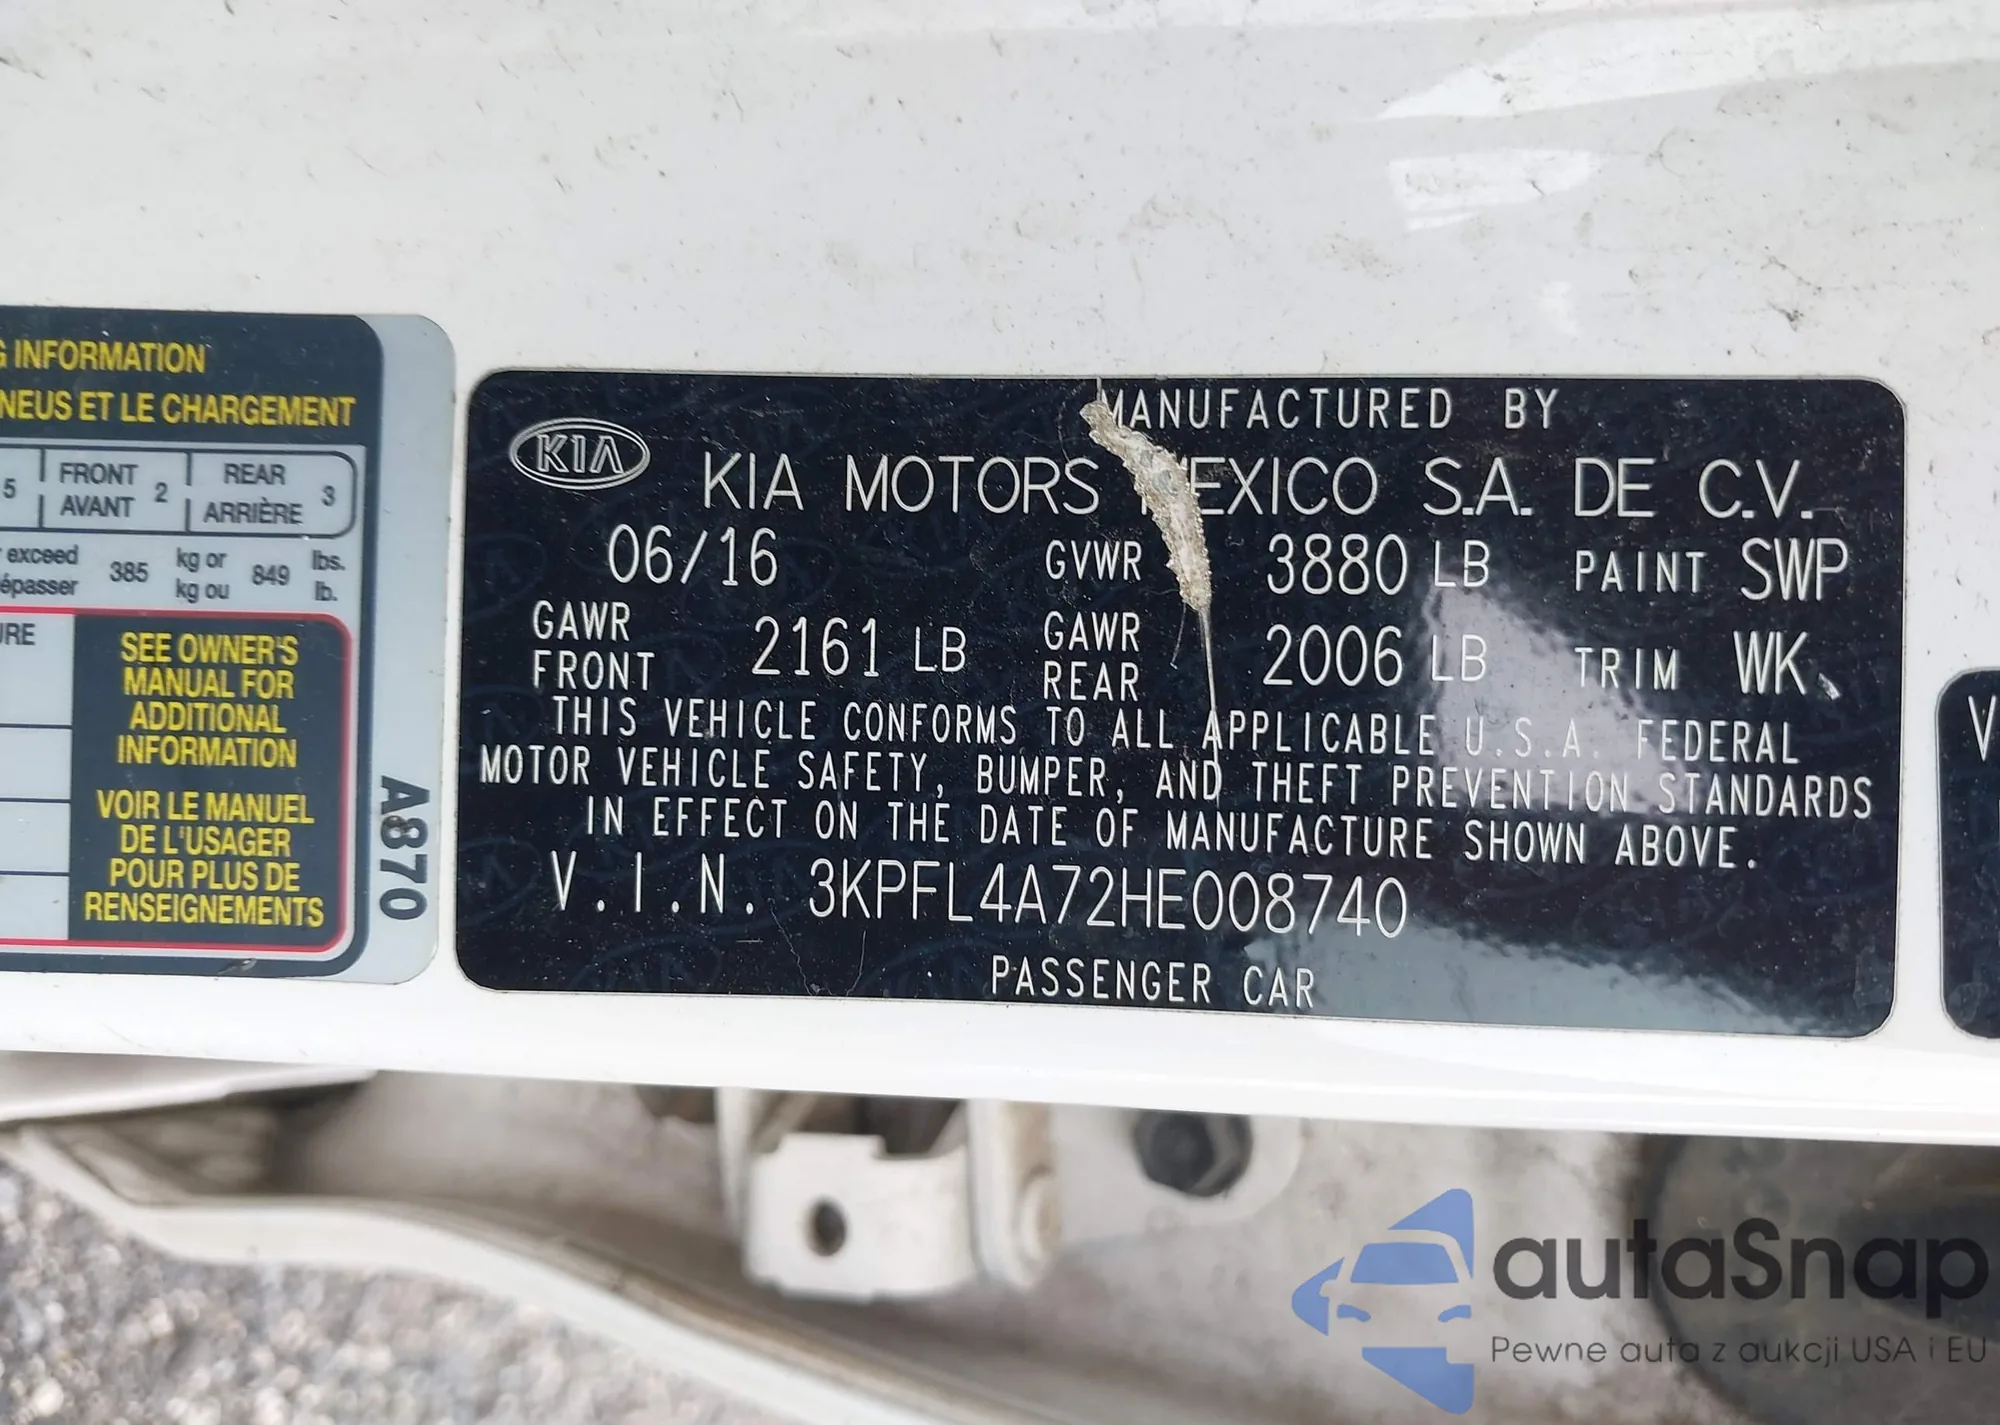 G INFORMATION
NEUS ET LE CHARGEMENT
5 FRONT AVANT 2 REAR ARRIÈRE 3
exceed 385 kg or 849 lbs.
kg ou lb.
SEE OWNER'S
MANUAL FOR
ADDITIONAL
INFORMATION
VOIR LE MANUEL
DE L'USAGER
POUR PLUS DE
RENSEIGNEMENTS
A870
MANUFACTURED BY
KIA
KIA MOTORS MEXICO S.A. DE C.V.
06/16 GVWR 3880 LB PAINT SWP
GAWR FRONT 2161 LB GAWR REAR 2006 LB TRIM WK
THIS VEHICLE CONFORMS TO ALL APPLICABLE U.S.A. FEDERAL
MOTOR VEHICLE SAFETY, BUMPER, AND THEFT PREVENTION STANDARDS
IN EFFECT ON THE DATE OF MANUFACTURE SHOWN ABOVE.
V.I.N. 3KPFL4A72HE008740
PASSENGER CAR
V
autaSnap
Pewne auta z aukcji USA i EU